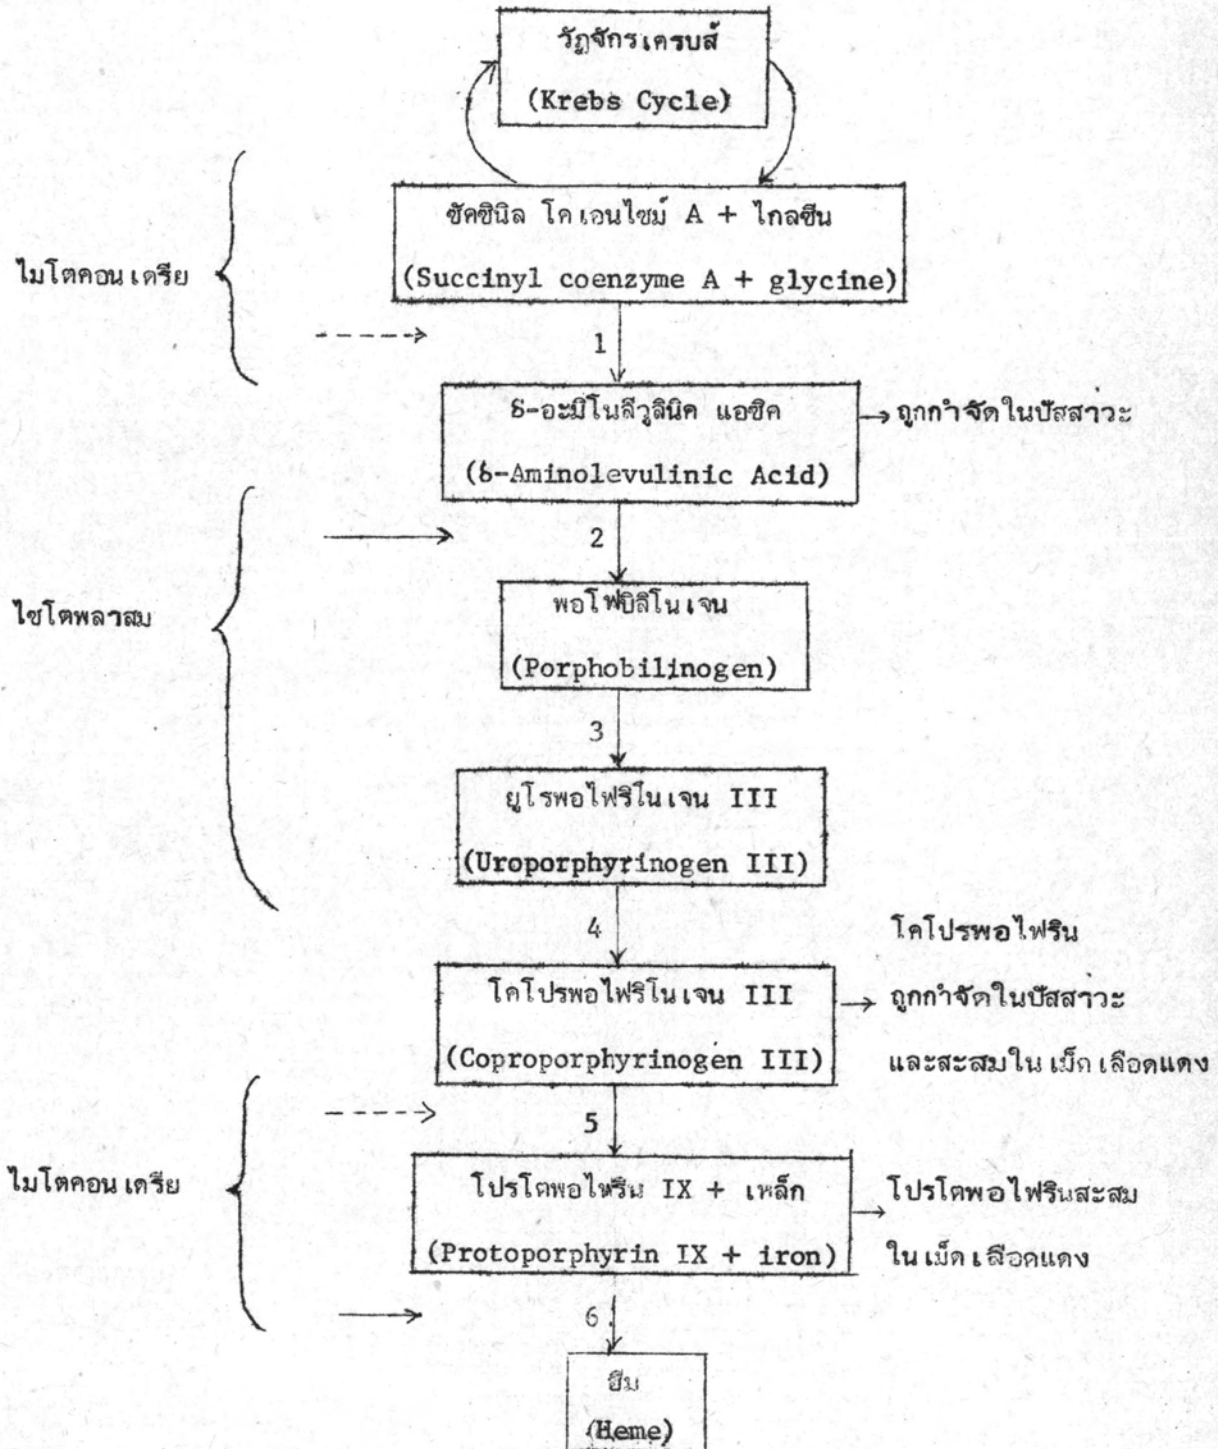 วัฏจักรเครบส์
(Krebs Cycle)
ซัคซินิล โคเอนไซม์ A + ไกลซีน
(Succinyl coenzyme A + glycine)
ไมโตคอนเดรีย
1
δ-อะมิโนลีวูลินิค แอซิค
(δ-Aminolevulinic Acid)
ถูกกำจัดในปัสสาวะ
2
พอโฟบิลิโนเจน
(Porphobilinogen)
ไซโตพลาสม
3
ยูโรพอไฟริโนเจน III
(Uroporphyrinogen III)
4
โคโปรพอไฟริโนเจน III
(Coproporphyrinogen III)
โคโปรพอไฟริน
ถูกกำจัดในปัสสาวะ
และสะสมในเม็กเลือดแดง
5
ไมโตคอนเดรีย
โปรโตพอไฟริน IX + เหล็ก
(Protoporphyrin IX + iron)
โปรโตพอไฟรินสะสม
ในเม็ดเลือดแดง
6
ฮีม
(Heme)